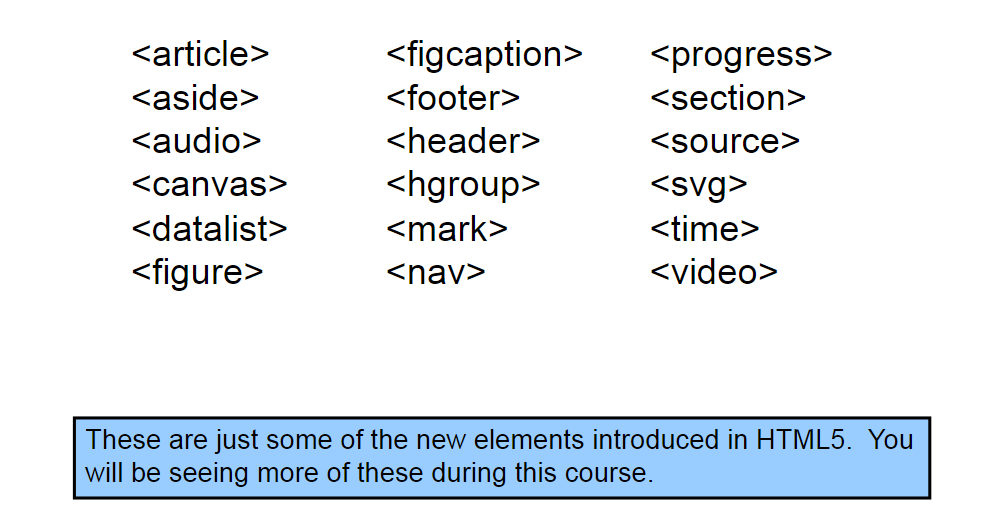 <article> <figcaption> <progress>
<aside> <footer> <section>
<audio> <header> <source>
<canvas> <hgroup> <svg>
<datalist> <mark> <time>
<figure> <nav> <video>
These are just some of the new elements introduced in HTML5.  You
will be seeing more of these during this course.